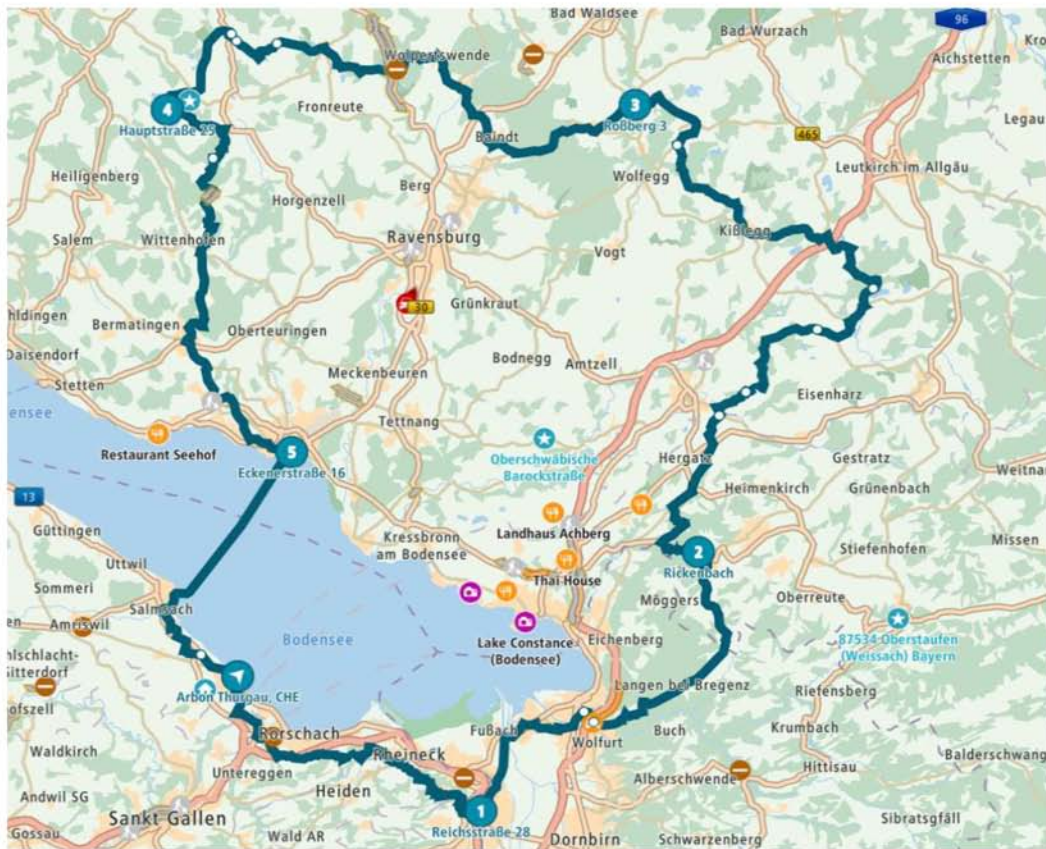 Bad Waldsee
96
Bad Wurzach
Aichstetten
Wolpertswende
Fronreute
4
Hauptstraße 25
3
Roßberg 3
465
Legau
Baindt
Leutkirch im Allgäu
Heiligenberg
Berg
Wolfegg
Horgenzell
Salem
Wittenhofen
Ravensburg
Vogt
Kißlegg
30
Grünkraut
Bermatingen
Oberteuringen
Daisendorf
Bodnegg
Amtzell
Stetten
Meckenbeuren
Eisenharz
Tettnang
Restaurant Seehof
5
Eckenerstraße 16
Oberschwäbische
Barockstraße
Hergatz
Gestratz
Heimenkirch
Grünenbach
13
Güttingen
Landhaus Achberg
Kressbronn
am Bodensee
2
Rickenbach
Stiefenhofen
Missen
Uttwil
Thai House
Sommeri
Salmsach
Möggers
Oberreute
Amriswil
Bodensee
Lake Constance
(Bodensee)
Eichenberg
87534 Oberstaufen
(Weissach) Bayern
Arbon Thurgau, CHE
Langen bei Bregenz
Riefensberg
Rorschach
Fußach
Buch
Krumbach
Waldkirch
Rheineck
Wolfurt
Balderschwang
Untereggen
Hittisau
Heiden
Alberschwende
Andwil SG
1
Sankt Gallen
Reichsstraße 28
Sibratsgfäll
Gossau
Wald AR
Dornbirn
Schwarzenberg